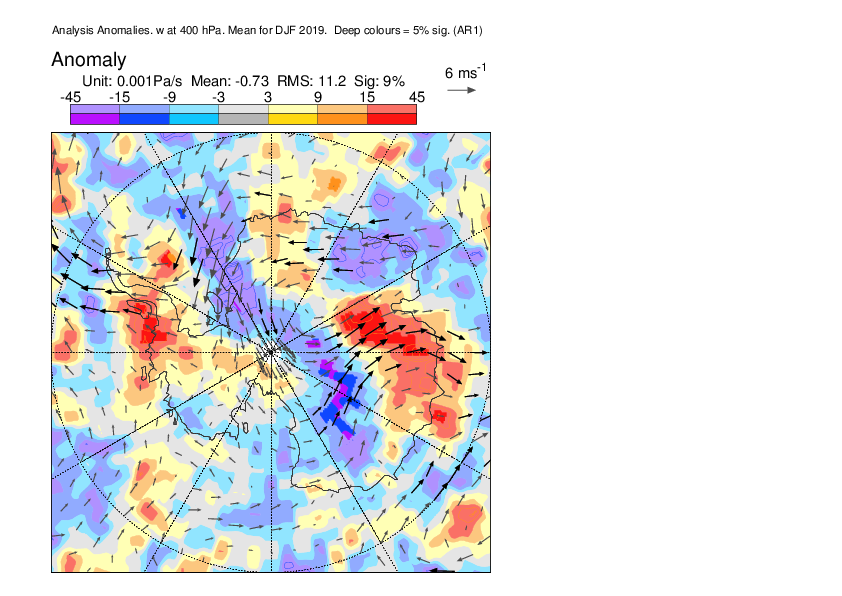 Analysis Anomalies. w at 400 hPa. Mean for DJF 2019. Deep colours = 5% sig. (AR1)
Anomaly
6 ms-1
Unit: 0.001Pa/s Mean: -0.73 RMS: 11.2 Sig: 9%
-45 -15 -9 -3 3 9 15 45